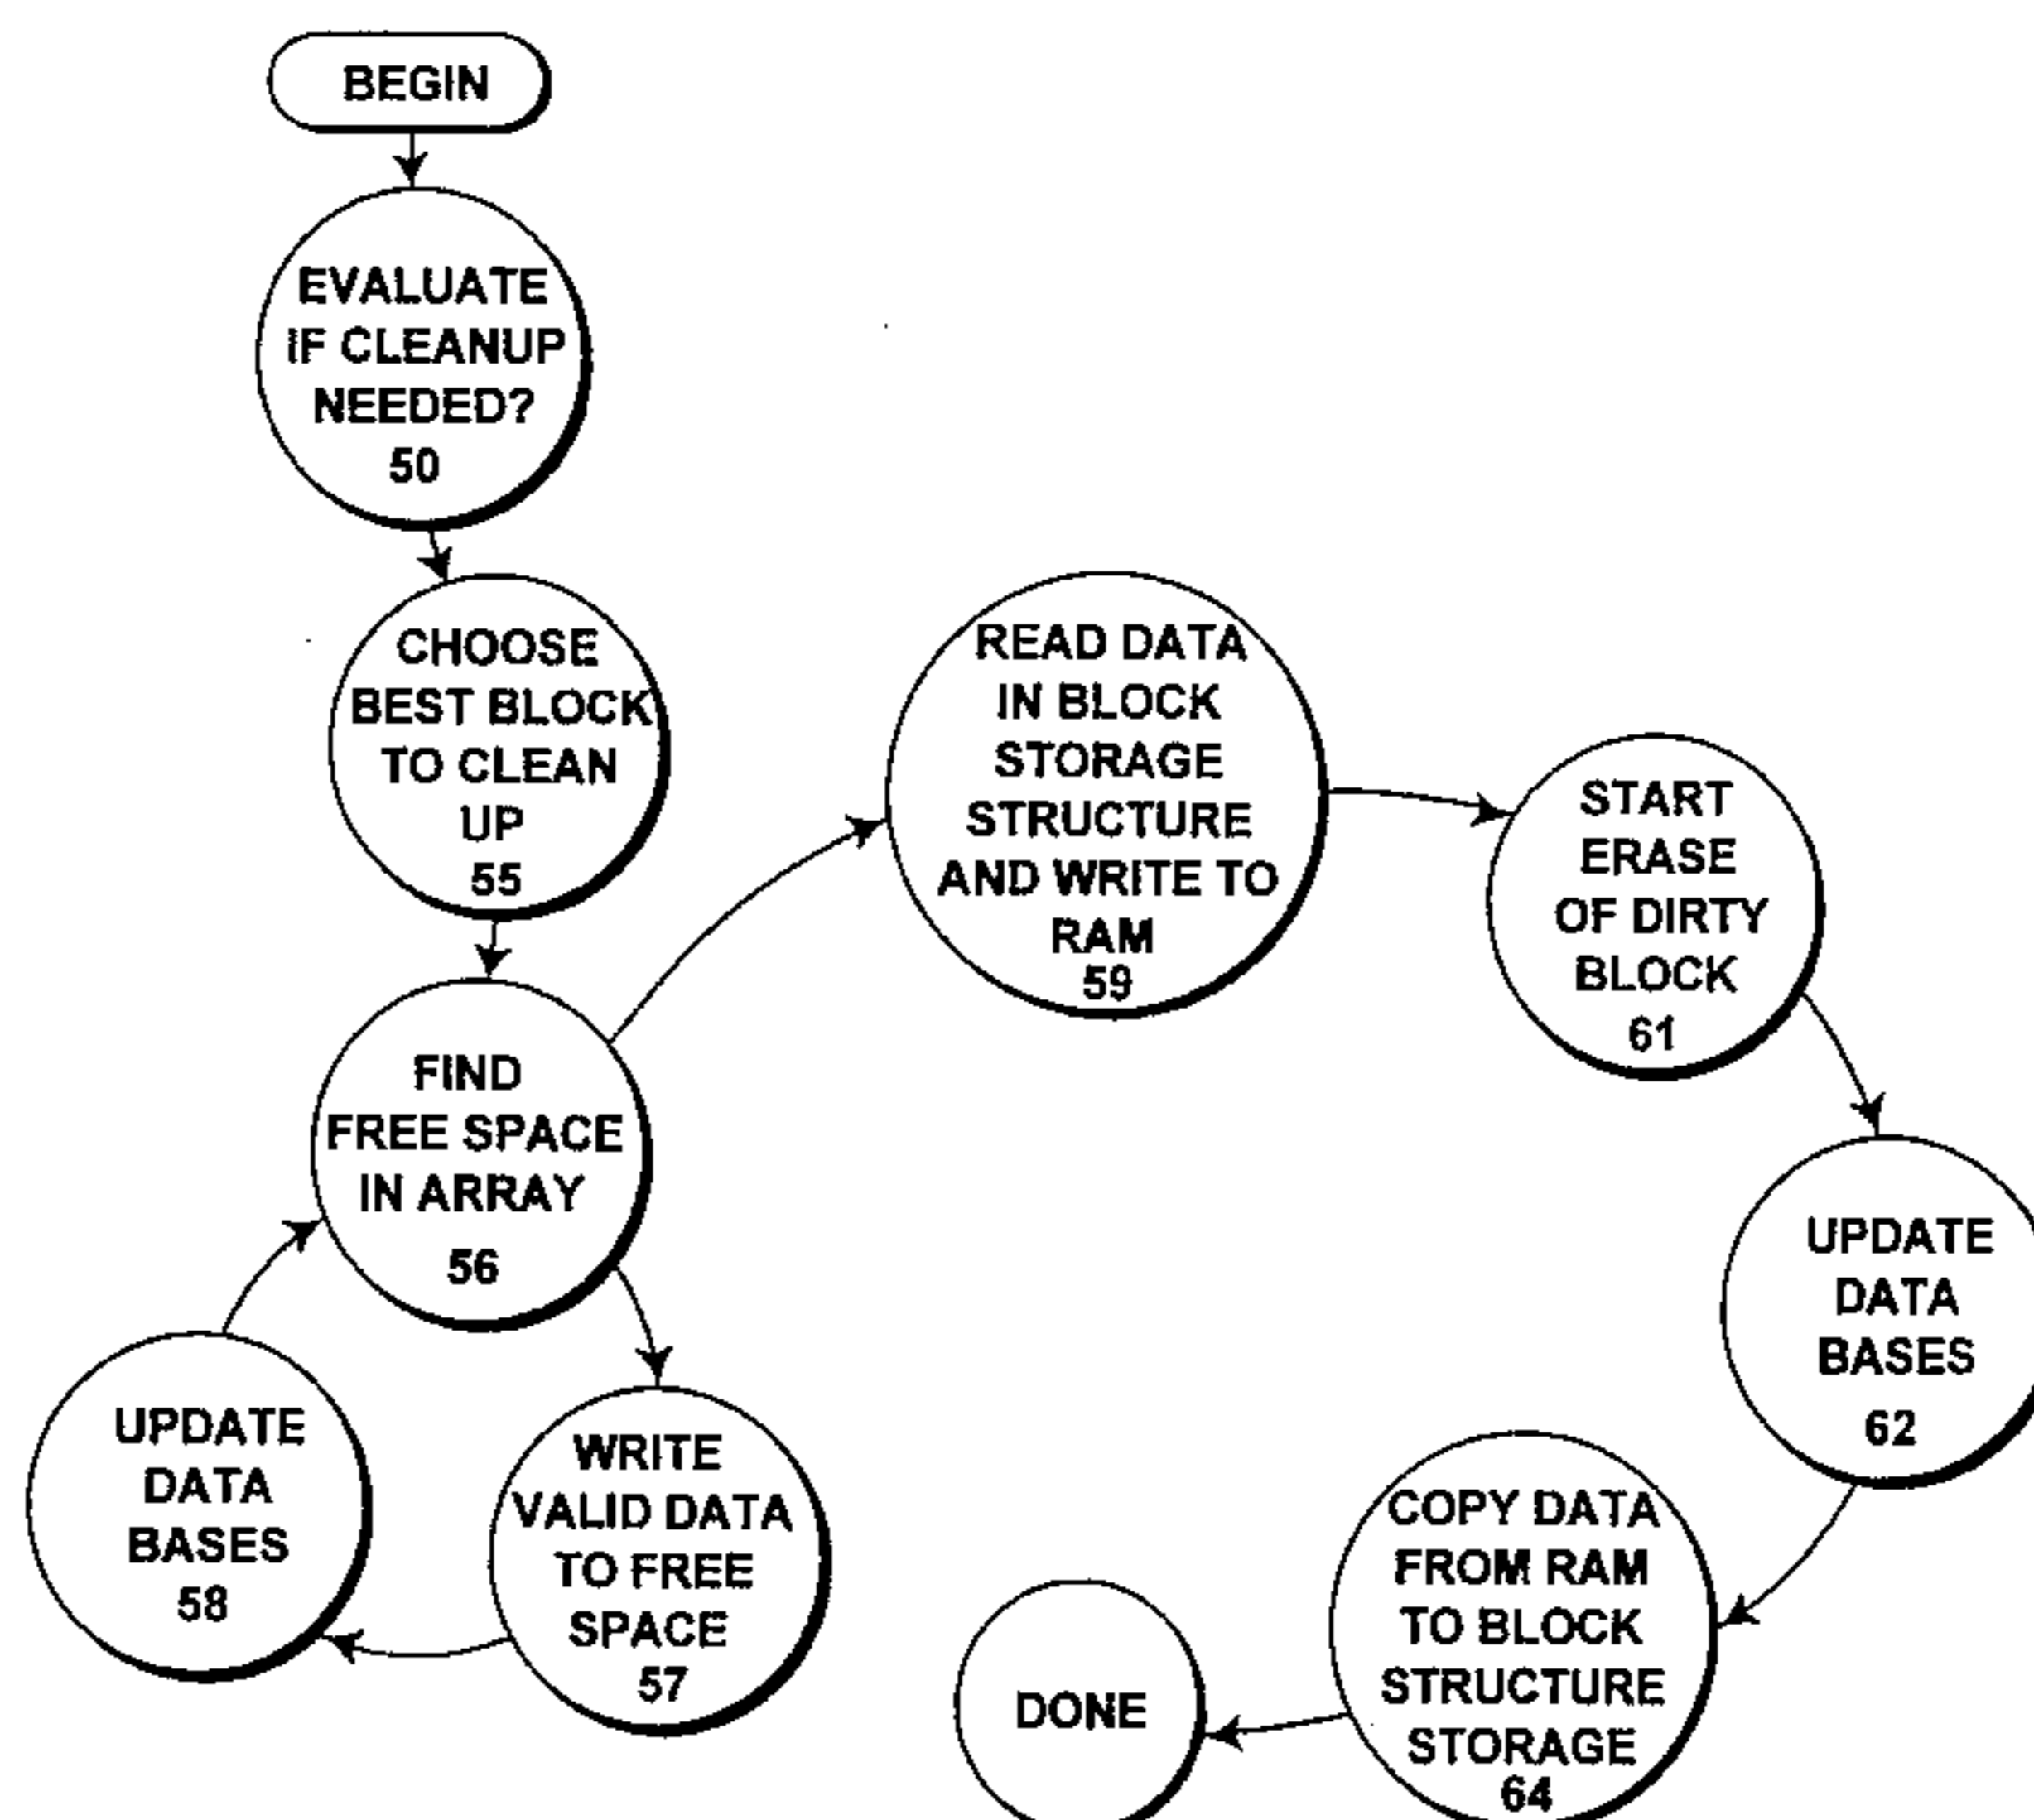 BEGIN
EVALUATE
IF CLEANUP
NEEDED?
50
CHOOSE
BEST BLOCK
TO CLEAN
UP
55
FIND
FREE SPACE
IN ARRAY
56
WRITE
VALID DATA
TO FREE
SPACE
57
UPDATE
DATA
BASES
58
READ DATA
IN BLOCK
STORAGE
STRUCTURE
AND WRITE TO
RAM
59
START
ERASE
OF DIRTY
BLOCK
61
UPDATE
DATA
BASES
62
COPY DATA
FROM RAM
TO BLOCK
STRUCTURE
STORAGE
64
DONE